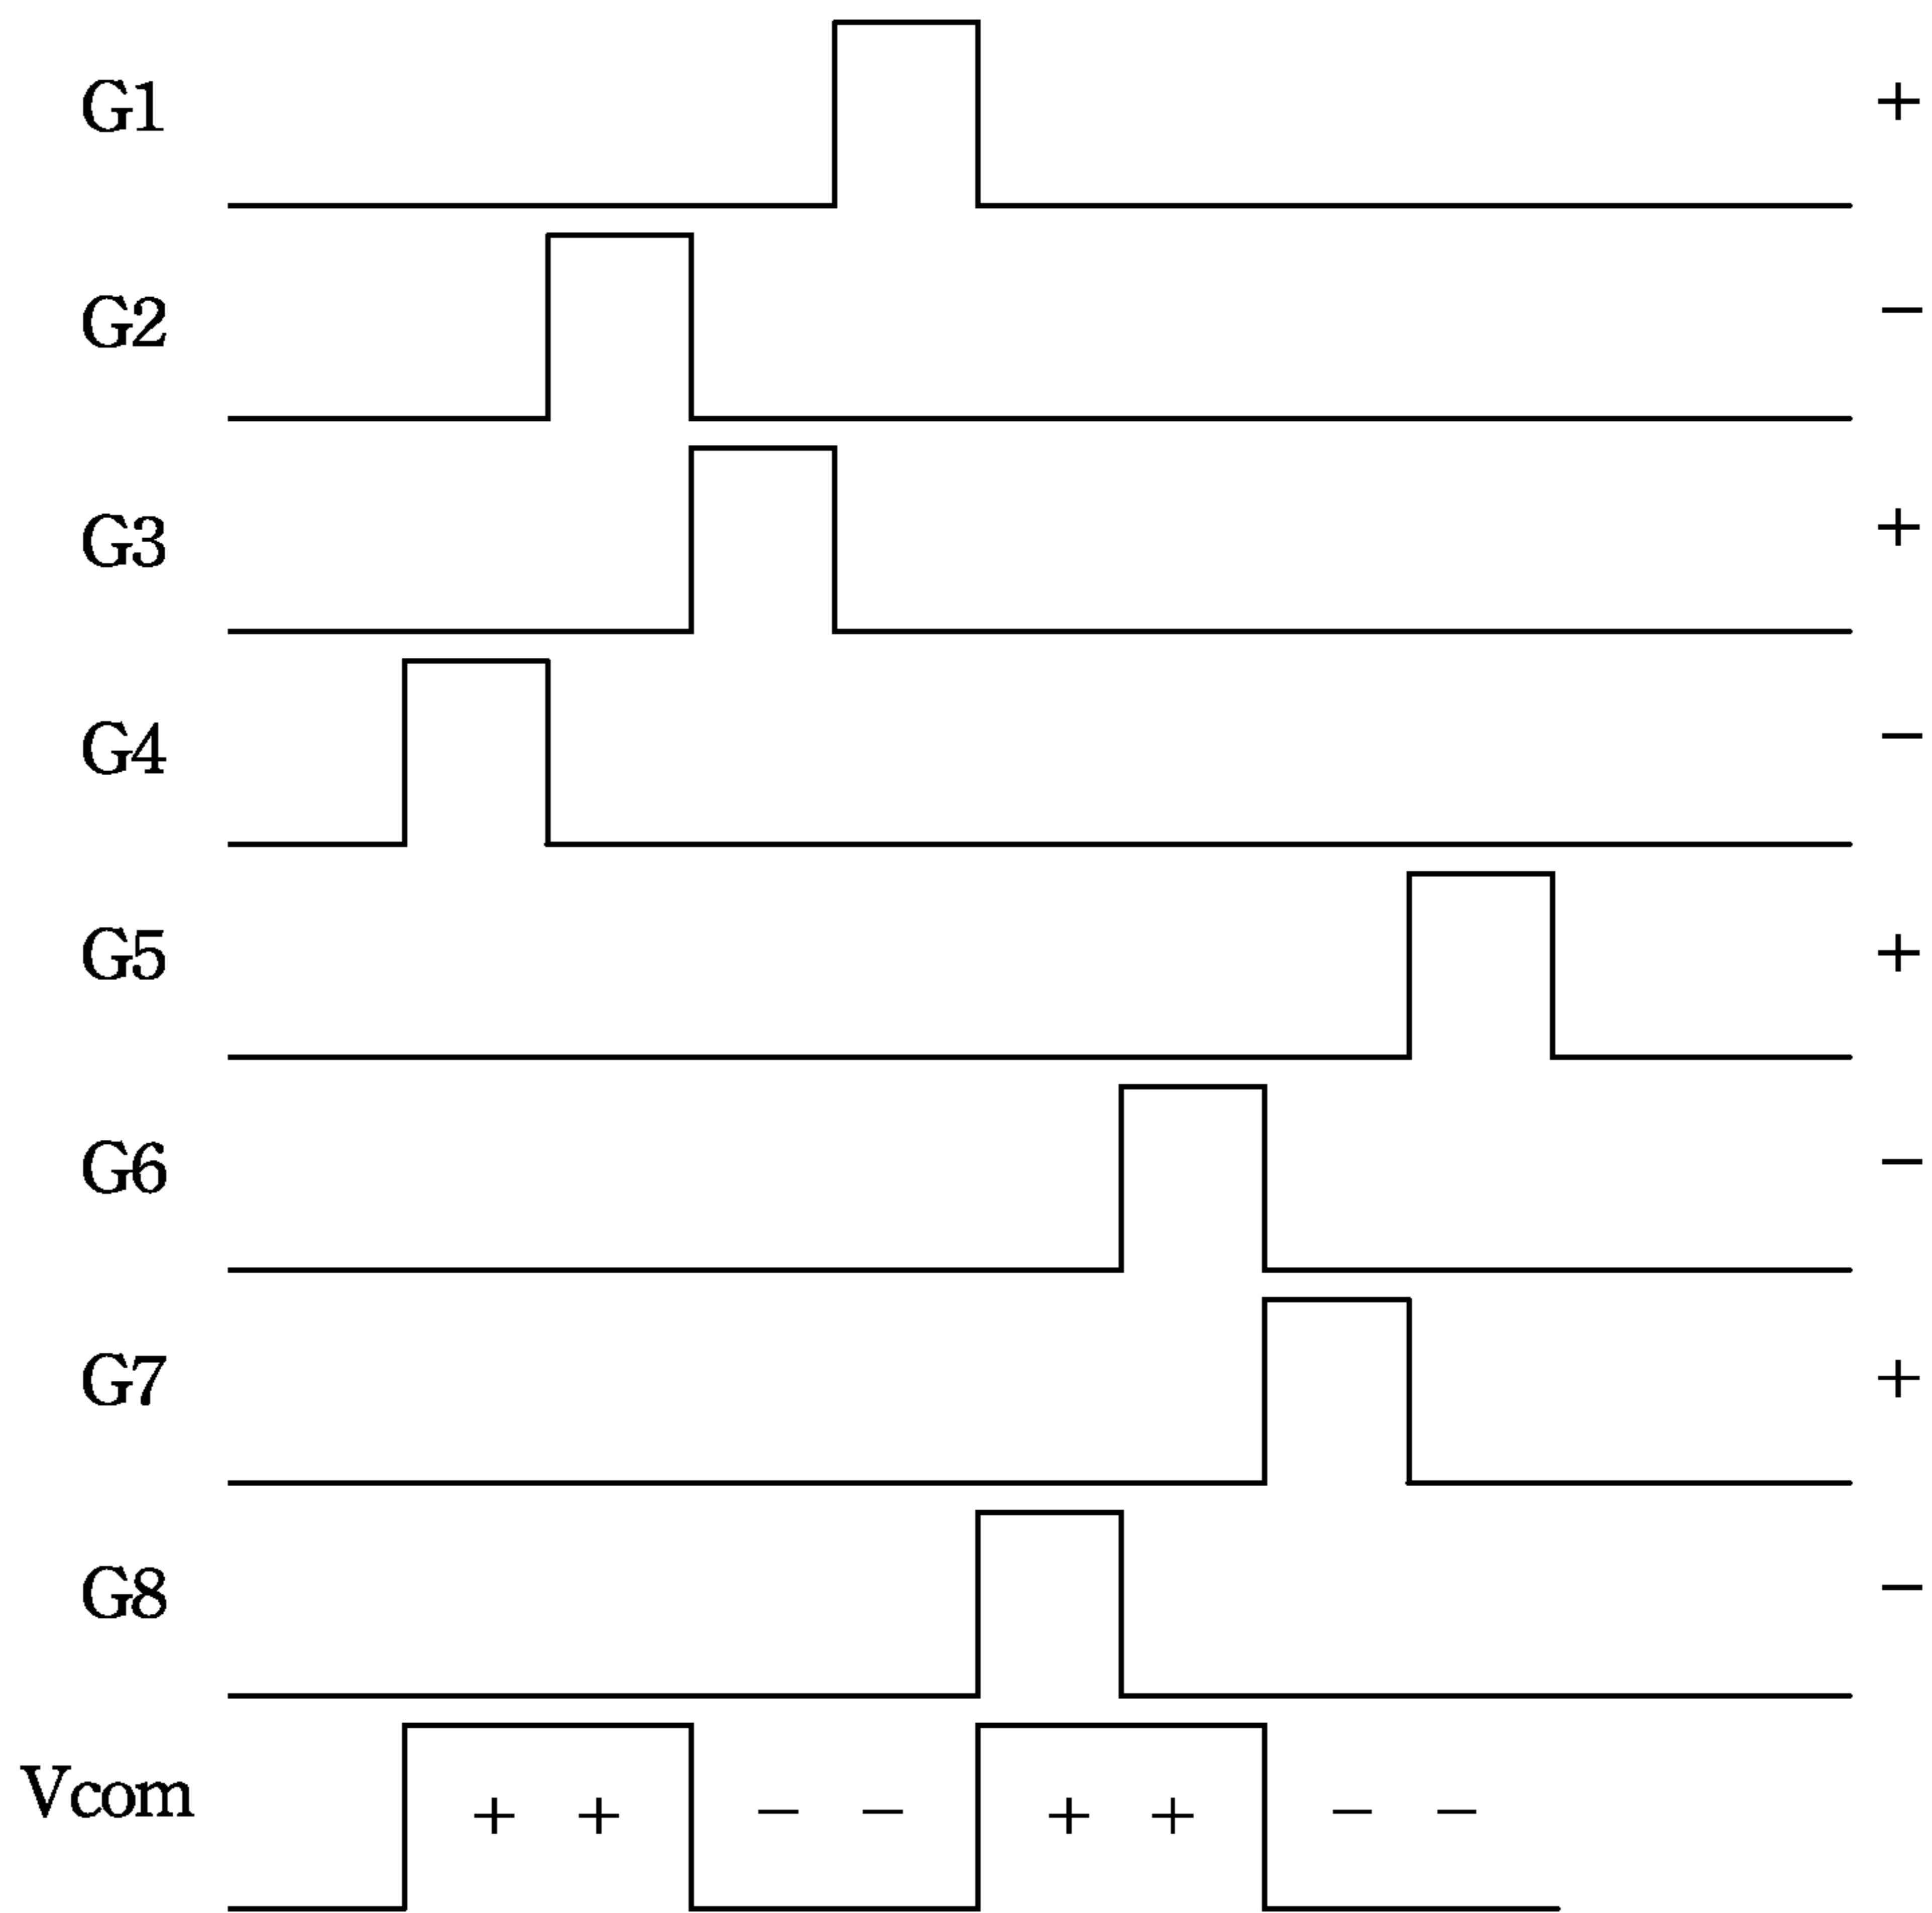 G1 +
G2 −
G3 +
G4 −
G5 +
G6 −
G7 +
G8 −
Vcom + + − − + + − −